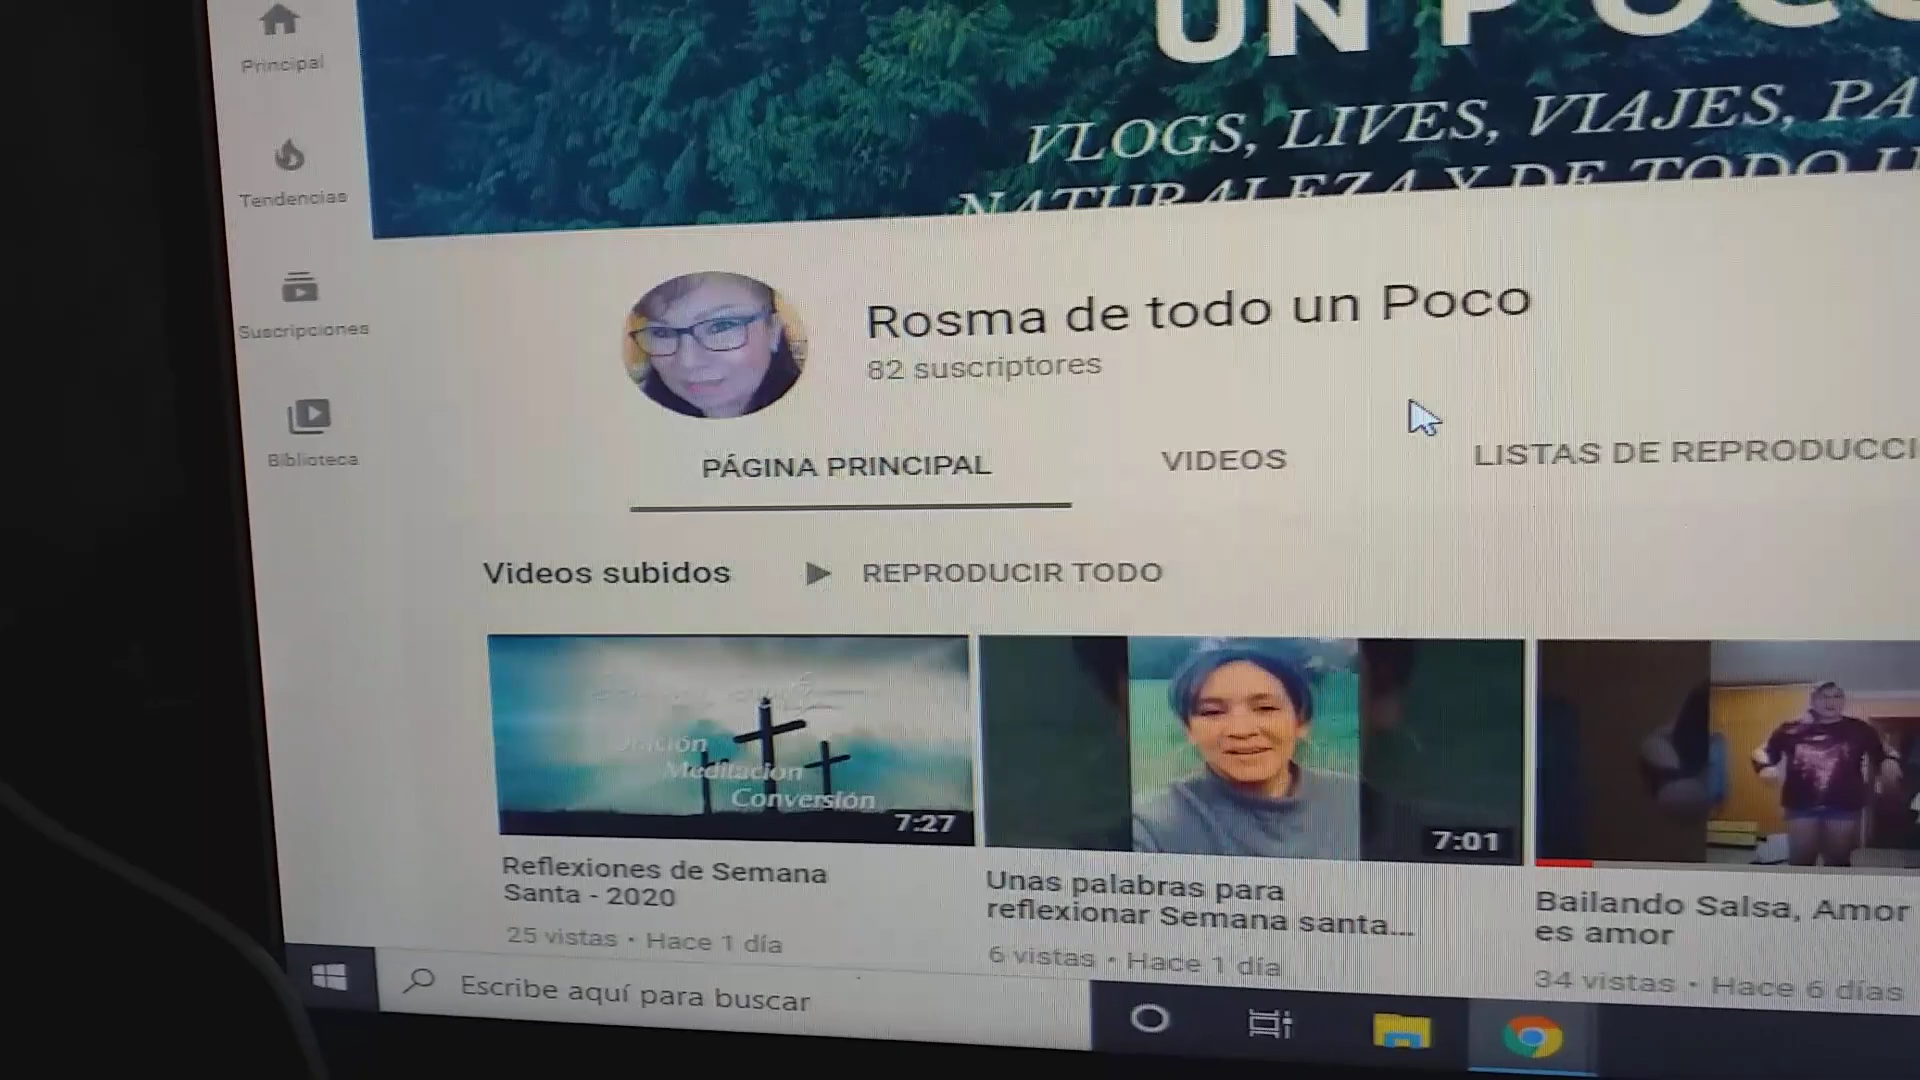 Principal
UN POCO
VLOGS, LIVES, VIAJES, PA
NATURALEZA Y DE TODO U
Tendencias
Suscripciones
Rosma de todo un Poco
82 suscriptores
Biblioteca
PÁGINA PRINCIPAL
VIDEOS
LISTAS DE REPRODUCCI
Videos subidos
REPRODUCIR TODO
Meditación
Conversión
7:27
7:01
Reflexiones de Semana
Santa - 2020
25 vistas • Hace 1 día
Unas palabras para
reflexionar Semana santa...
6 vistas • Hace 1 día
Bailando Salsa, Amor
es amor
34 vistas • Hace 6 días
Escribe aquí para buscar